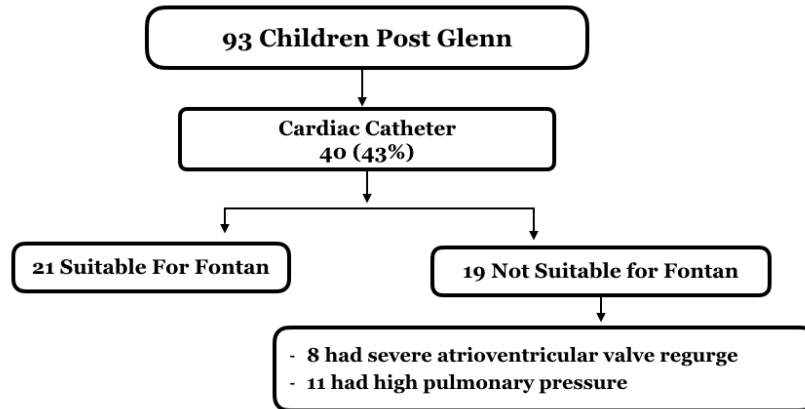 93 Children Post Glenn
Cardiac Catheter
40 (43%)
21 Suitable For Fontan
19 Not Suitable for Fontan
- 8 had severe atrioventricular valve regurge
- 11 had high pulmonary pressure